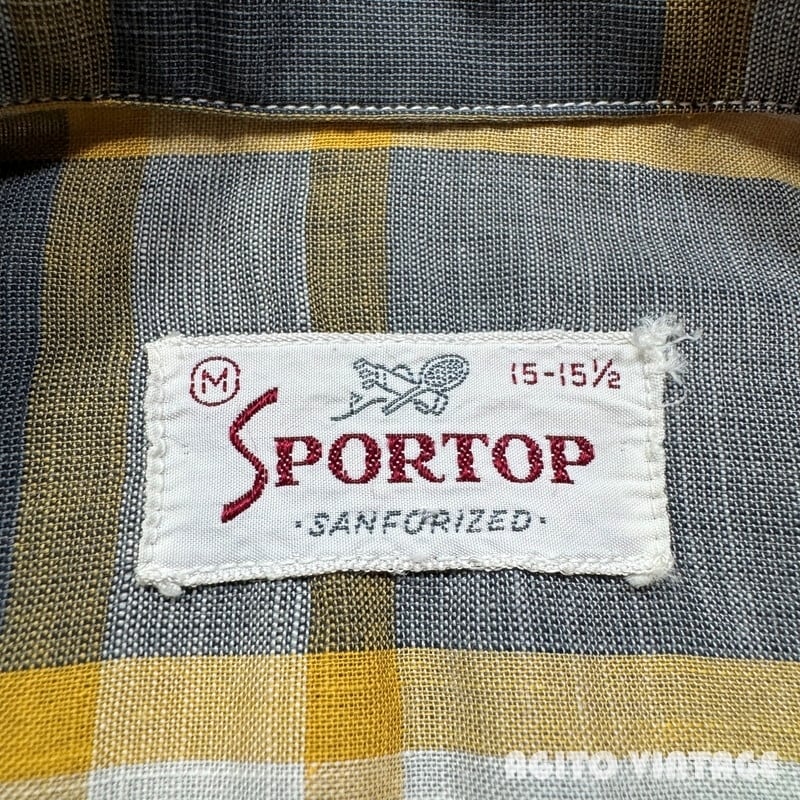 M 15-15½
SPORTOP
·SANFORIZED·
AGITO VINTAGE